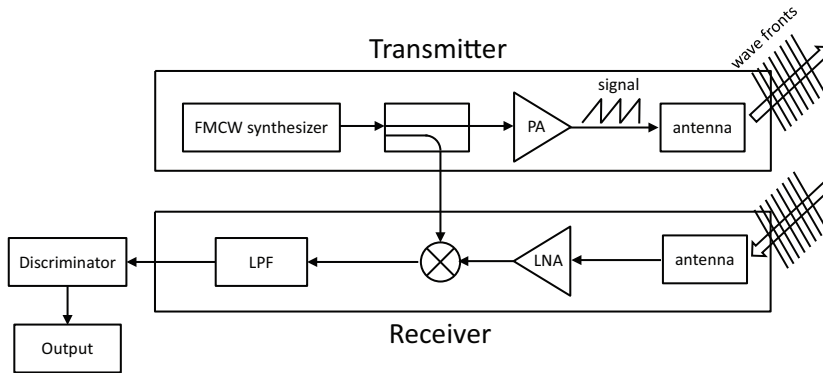 wave fronts
Transmitter
signal
FMCW synthesizer
PA
antenna
Discriminator
LPF
LNA
antenna
Output
Receiver